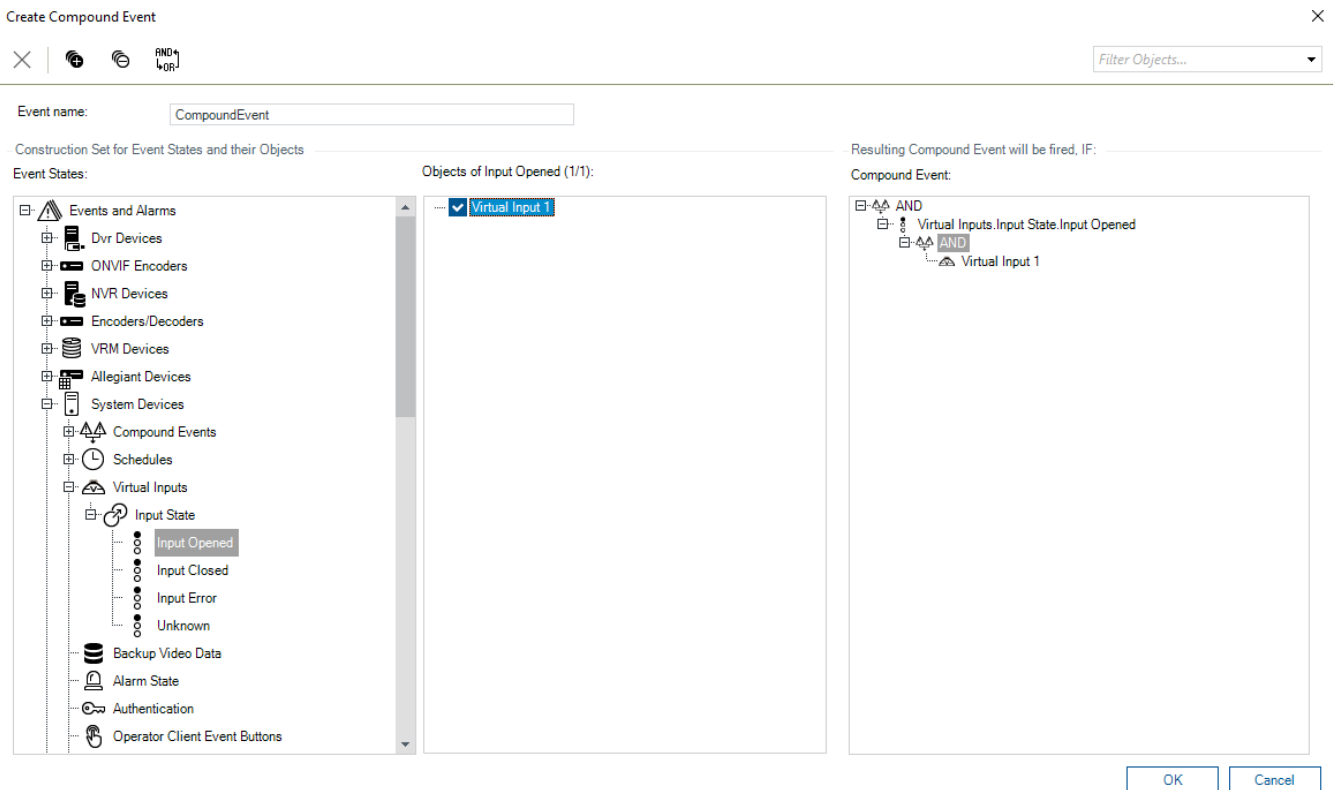 Create Compound Event
AND
OR
Filter Objects...
Event name:
CompoundEvent
Construction Set for Event States and their Objects
Event States:
Events and Alarms
Dvr Devices
ONVIF Encoders
NVR Devices
Encoders/Decoders
VRM Devices
Allegiant Devices
System Devices
Compound Events
Schedules
Virtual Inputs
Input State
Input Opened
Input Closed
Input Error
Unknown
Backup Video Data
Alarm State
Authentication
Operator Client Event Buttons
Objects of Input Opened (1/1):
Virtual Input 1
Resulting Compound Event will be fired, IF:
Compound Event:
AND
Virtual Inputs.Input State.Input Opened
AND
Virtual Input 1
OK
Cancel